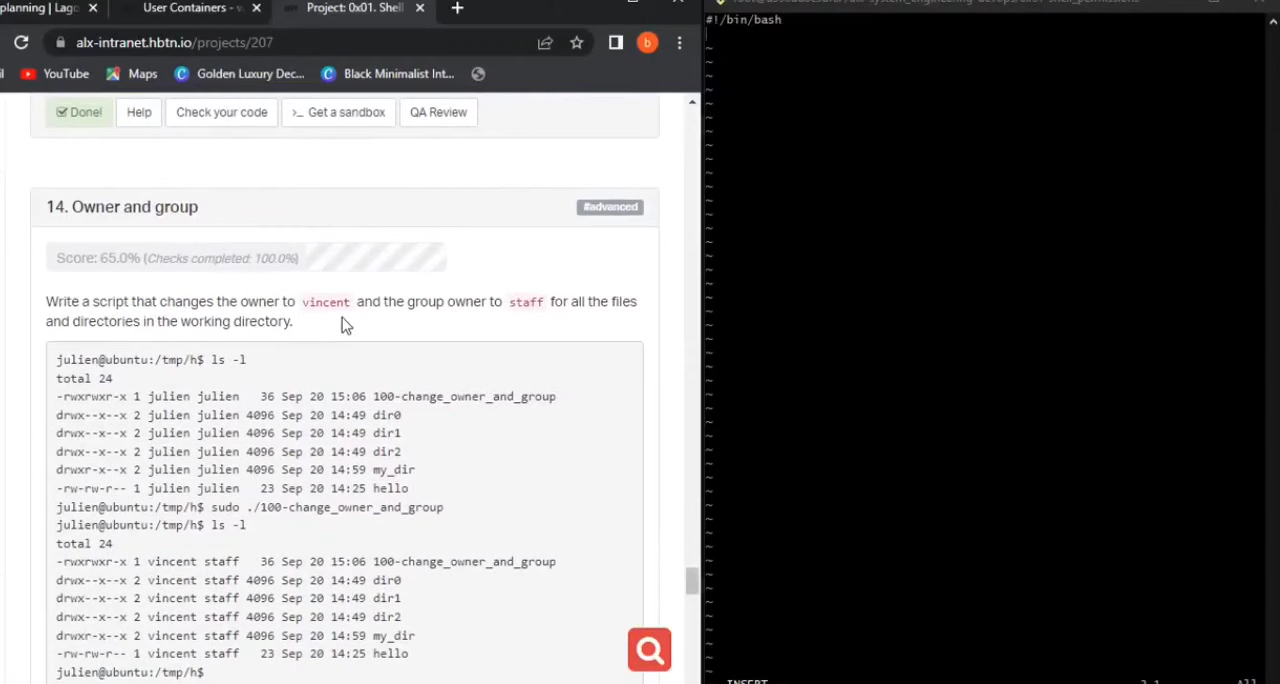 planning | Lago
User Containers - v
Project: 0x01. Shell
alx-intranet.hbtn.io/projects/207
b
YouTube
Maps
Golden Luxury Dec...
Black Minimalist Int...
Done!
Help
Check your code
>_ Get a sandbox
QA Review
14. Owner and group
#advanced
Score: 65.0% (Checks completed: 100.0%)
Write a script that changes the owner to vincent and the group owner to staff for all the files
and directories in the working directory.
julien@ubuntu:/tmp/h$ ls -l
total 24
-rwxrwxr-x 1 julien julien   36 Sep 20 15:06 100-change_owner_and_group
drwx--x--x 2 julien julien 4096 Sep 20 14:49 dir0
drwx--x--x 2 julien julien 4096 Sep 20 14:49 dir1
drwx--x--x 2 julien julien 4096 Sep 20 14:49 dir2
drwxr-x--x 2 julien julien 4096 Sep 20 14:59 my_dir
-rw-rw-r-- 1 julien julien   23 Sep 20 14:25 hello
julien@ubuntu:/tmp/h$ sudo ./100-change_owner_and_group
julien@ubuntu:/tmp/h$ ls -l
total 24
-rwxrwxr-x 1 vincent staff   36 Sep 20 15:06 100-change_owner_and_group
drwx--x--x 2 vincent staff 4096 Sep 20 14:49 dir0
drwx--x--x 2 vincent staff 4096 Sep 20 14:49 dir1
drwx--x--x 2 vincent staff 4096 Sep 20 14:49 dir2
drwxr-x--x 2 vincent staff 4096 Sep 20 14:59 my_dir
-rw-rw-r-- 1 vincent staff   23 Sep 20 14:25 hello
julien@ubuntu:/tmp/h$
#!/bin/bash